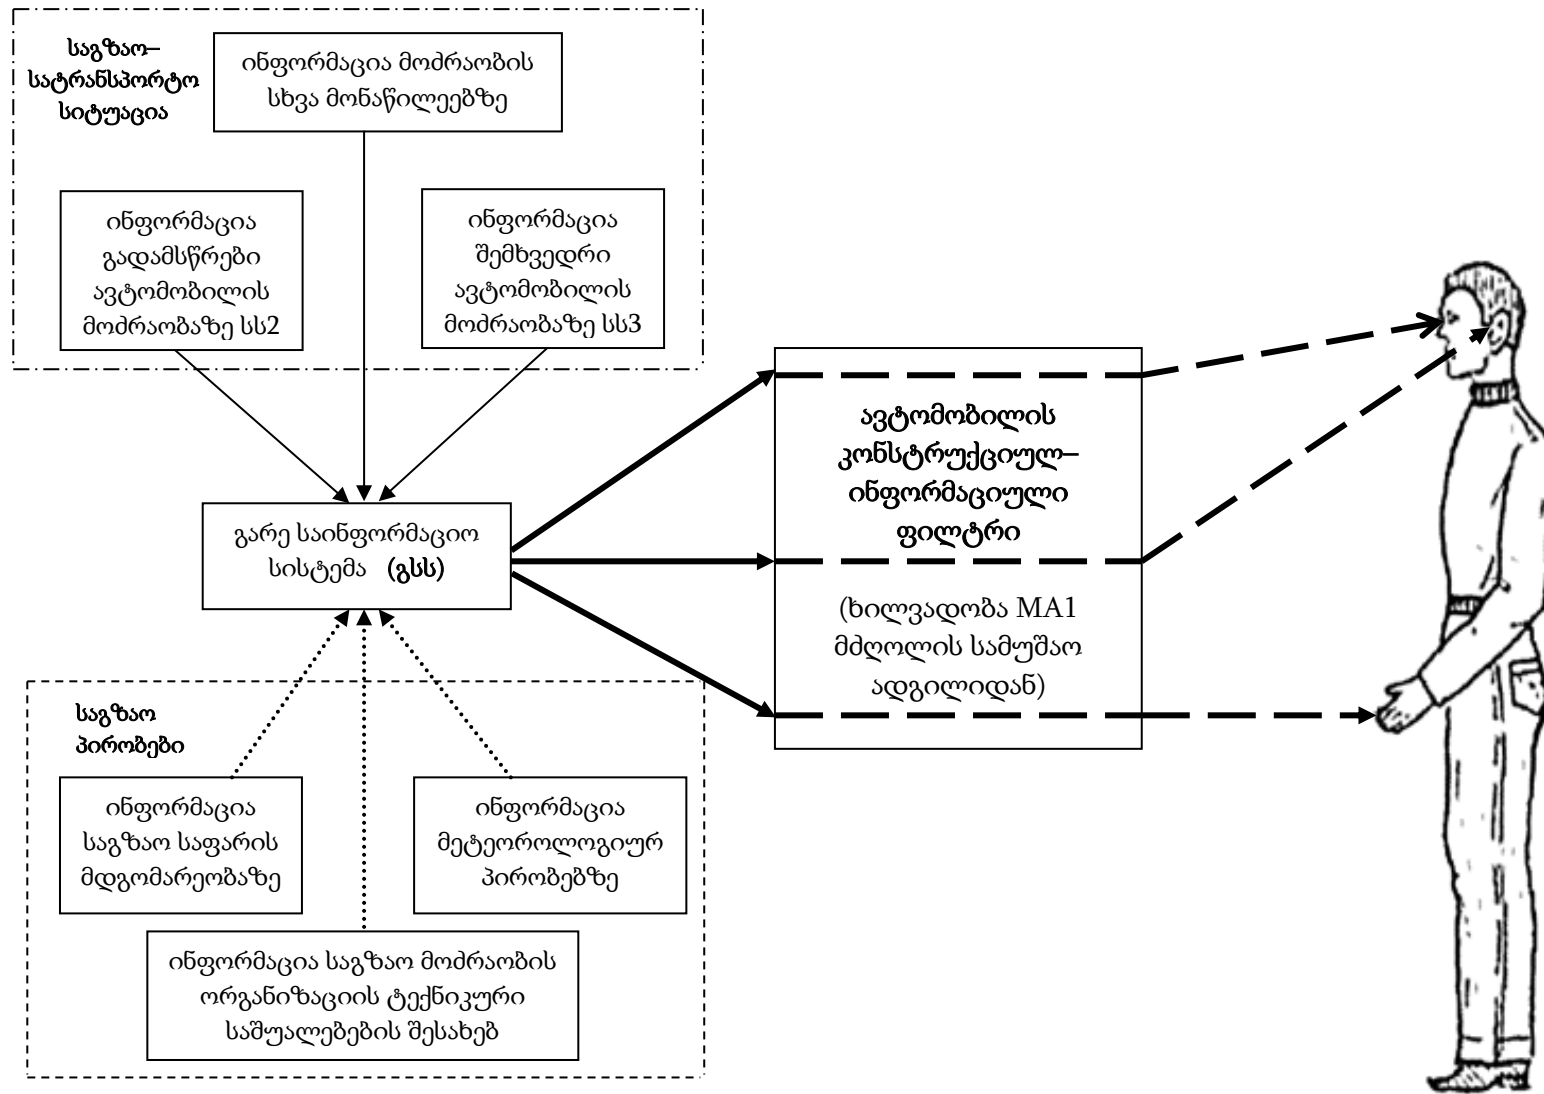 საგზაო–
სატრანსპორტო
სიტუაცია
ინფორმაცია მოძრაობის
სხვა მონაწილეებზე
ინფორმაცია
გადამსწრები
ავტომობილის
მოძრაობაზე სს2
ინფორმაცია
შემხვედრი
ავტომობილის
მოძრაობაზე სს3
გარე საინფორმაციო
სისტემა (გსს)
ავტომობილის
კონსტრუქციულ–
ინფორმაციული
ფილტრი
(ხილვადობა MA1
მძღოლის სამუშაო
ადგილიდან)
საგზაო
პირობები
ინფორმაცია
საგზაო საფარის
მდგომარეობაზე
ინფორმაცია
მეტეოროლოგიურ
პირობებზე
ინფორმაცია საგზაო მოძრაობის
ორგანიზაციის ტექნიკური
საშუალებების შესახებ